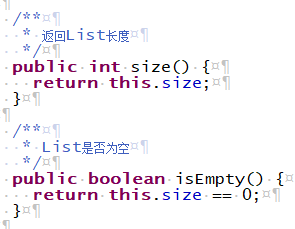 /**
 * 返回List长度
 */
public int size() {
  return this.size;
}

/**
 * List是否为空
 */
public boolean isEmpty() {
  return this.size == 0;
}